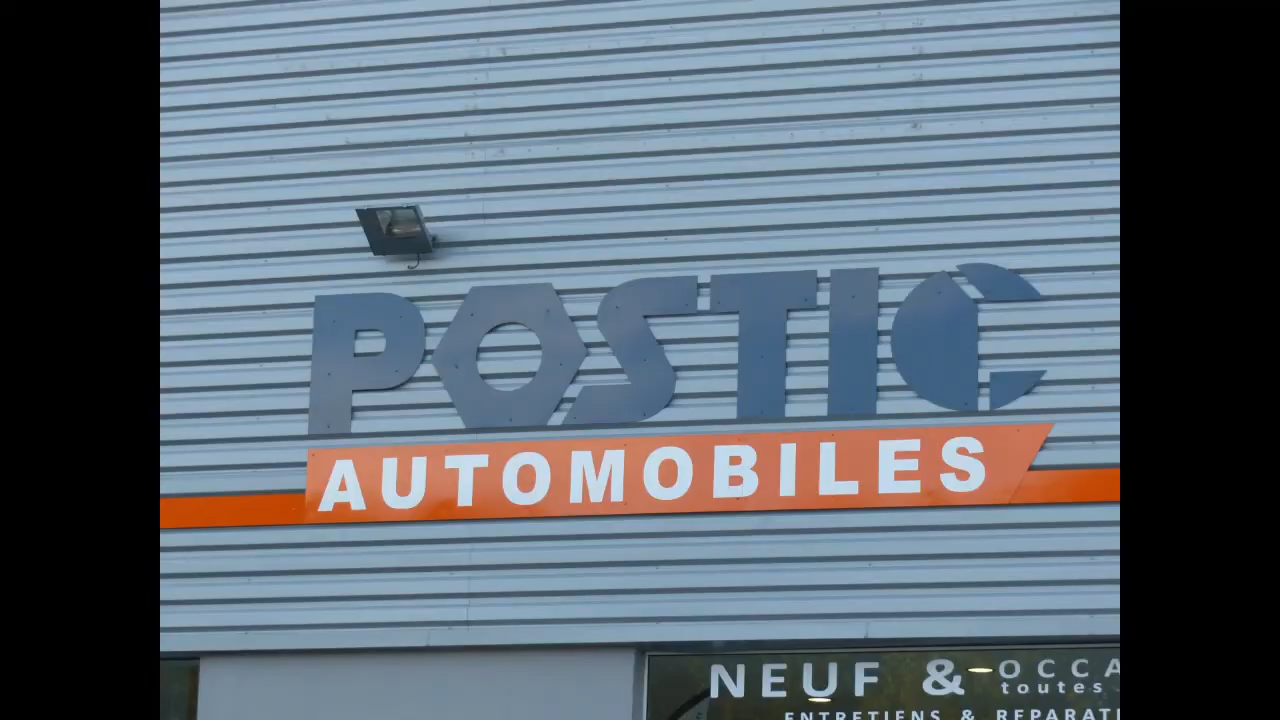 POSTIC
AUTOMOBILES
NEUF & OCCA
toutes
ENTRETIENS & REPARATI